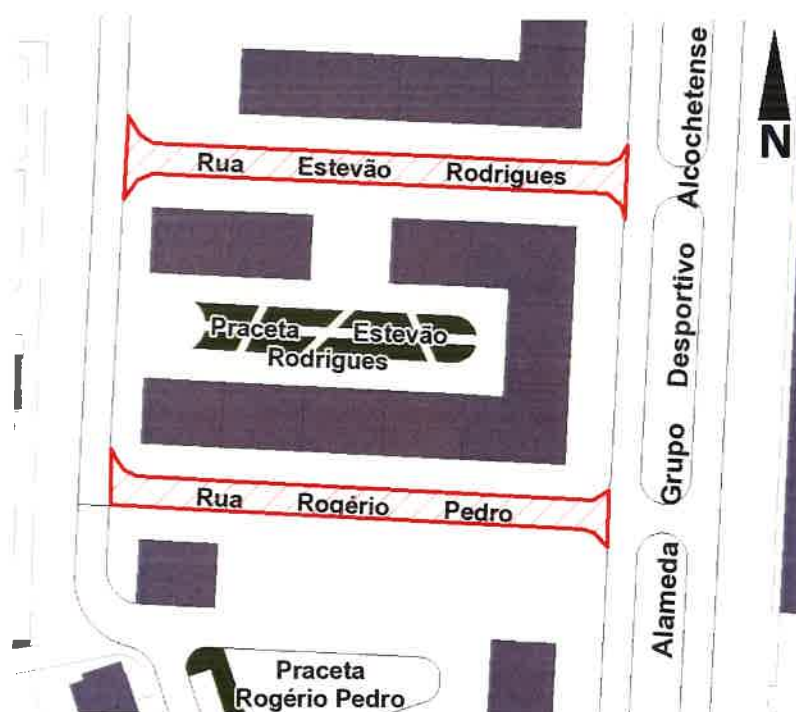 Rua Estevão Rodrigues
N
Praceta Estevão
Rodrigues
Rua Rogério Pedro
Praceta
Rogério Pedro
Alameda Grupo Desportivo Alcochetense